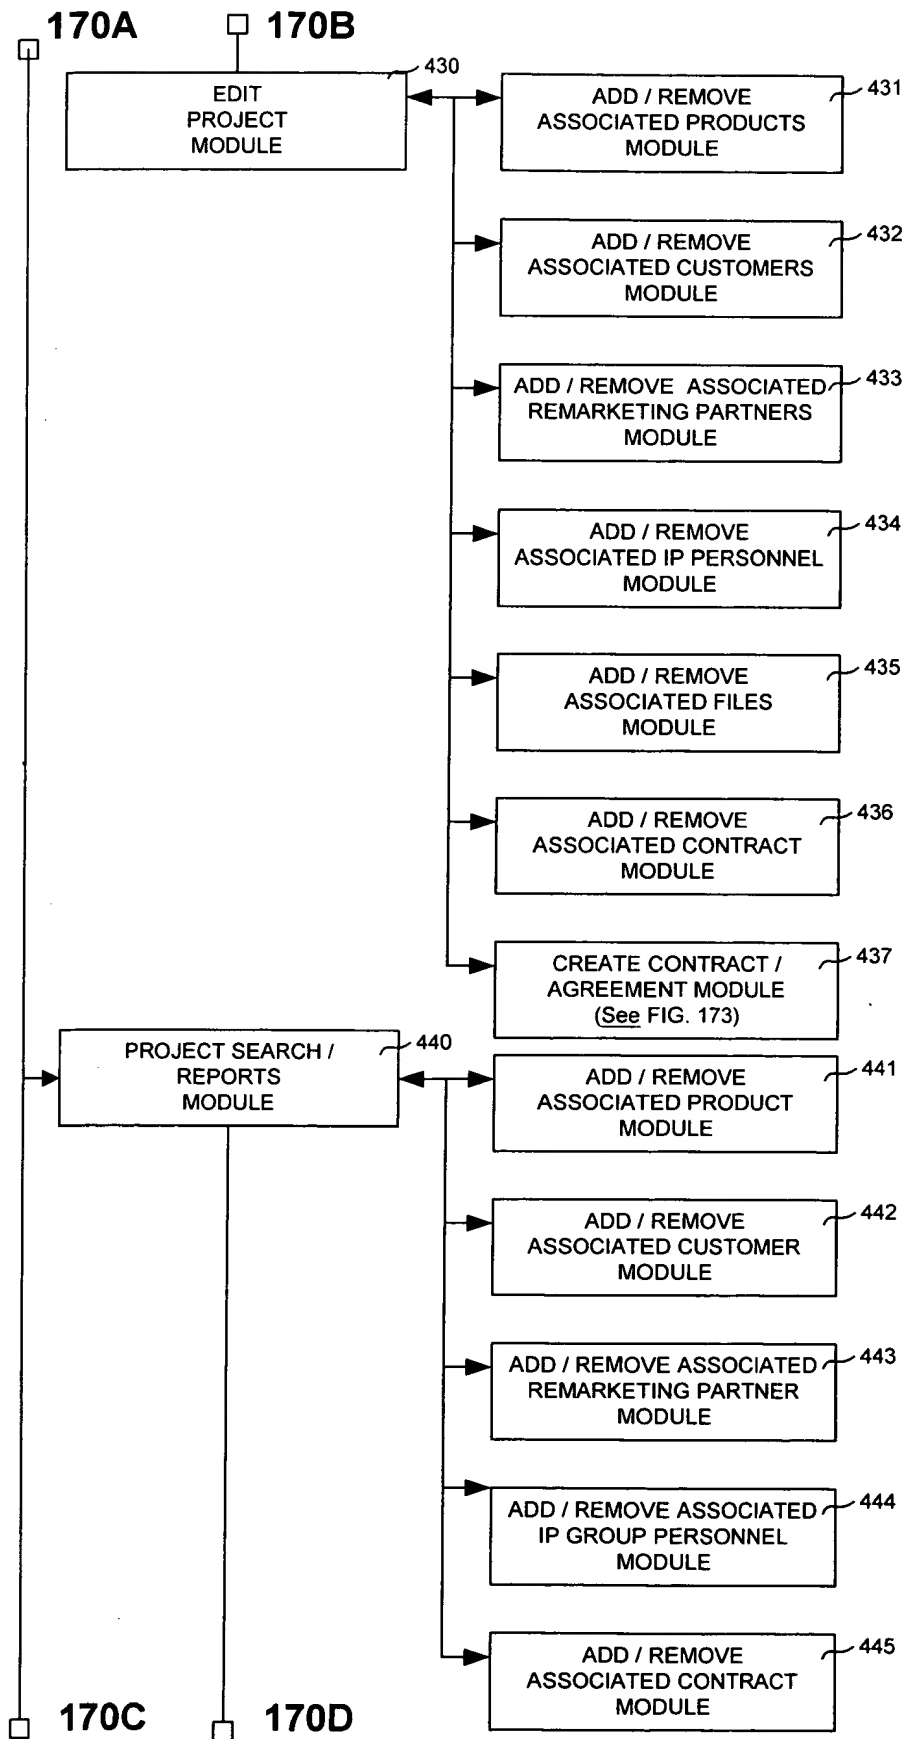 170A
170B
430
EDIT
PROJECT
MODULE
431
ADD / REMOVE
ASSOCIATED PRODUCTS
MODULE
432
ADD / REMOVE
ASSOCIATED CUSTOMERS
MODULE
433
ADD / REMOVE ASSOCIATED
REMARKETING PARTNERS
MODULE
434
ADD / REMOVE
ASSOCIATED IP PERSONNEL
MODULE
435
ADD / REMOVE
ASSOCIATED FILES
MODULE
436
ADD / REMOVE
ASSOCIATED CONTRACT
MODULE
437
CREATE CONTRACT /
AGREEMENT MODULE
(See FIG. 173)
440
PROJECT SEARCH /
REPORTS
MODULE
441
ADD / REMOVE
ASSOCIATED PRODUCT
MODULE
442
ADD / REMOVE
ASSOCIATED CUSTOMER
MODULE
443
ADD / REMOVE ASSOCIATED
REMARKETING PARTNER
MODULE
444
ADD / REMOVE ASSOCIATED
IP GROUP PERSONNEL
MODULE
445
ADD / REMOVE
ASSOCIATED CONTRACT
MODULE
170C
170D